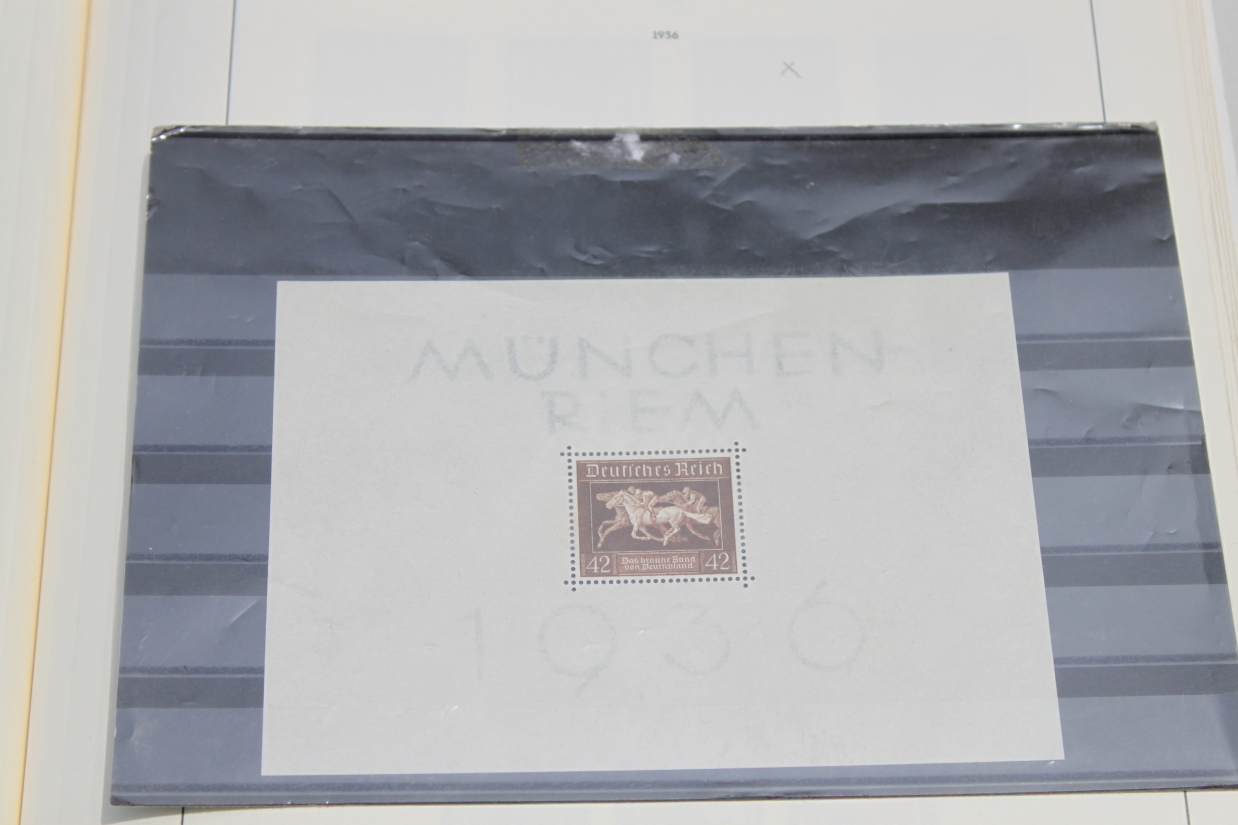 1936
x
MÜNCHEN
RIEM
Deutsches Reich
42 Das braune Band 42
von Deutschland
1936